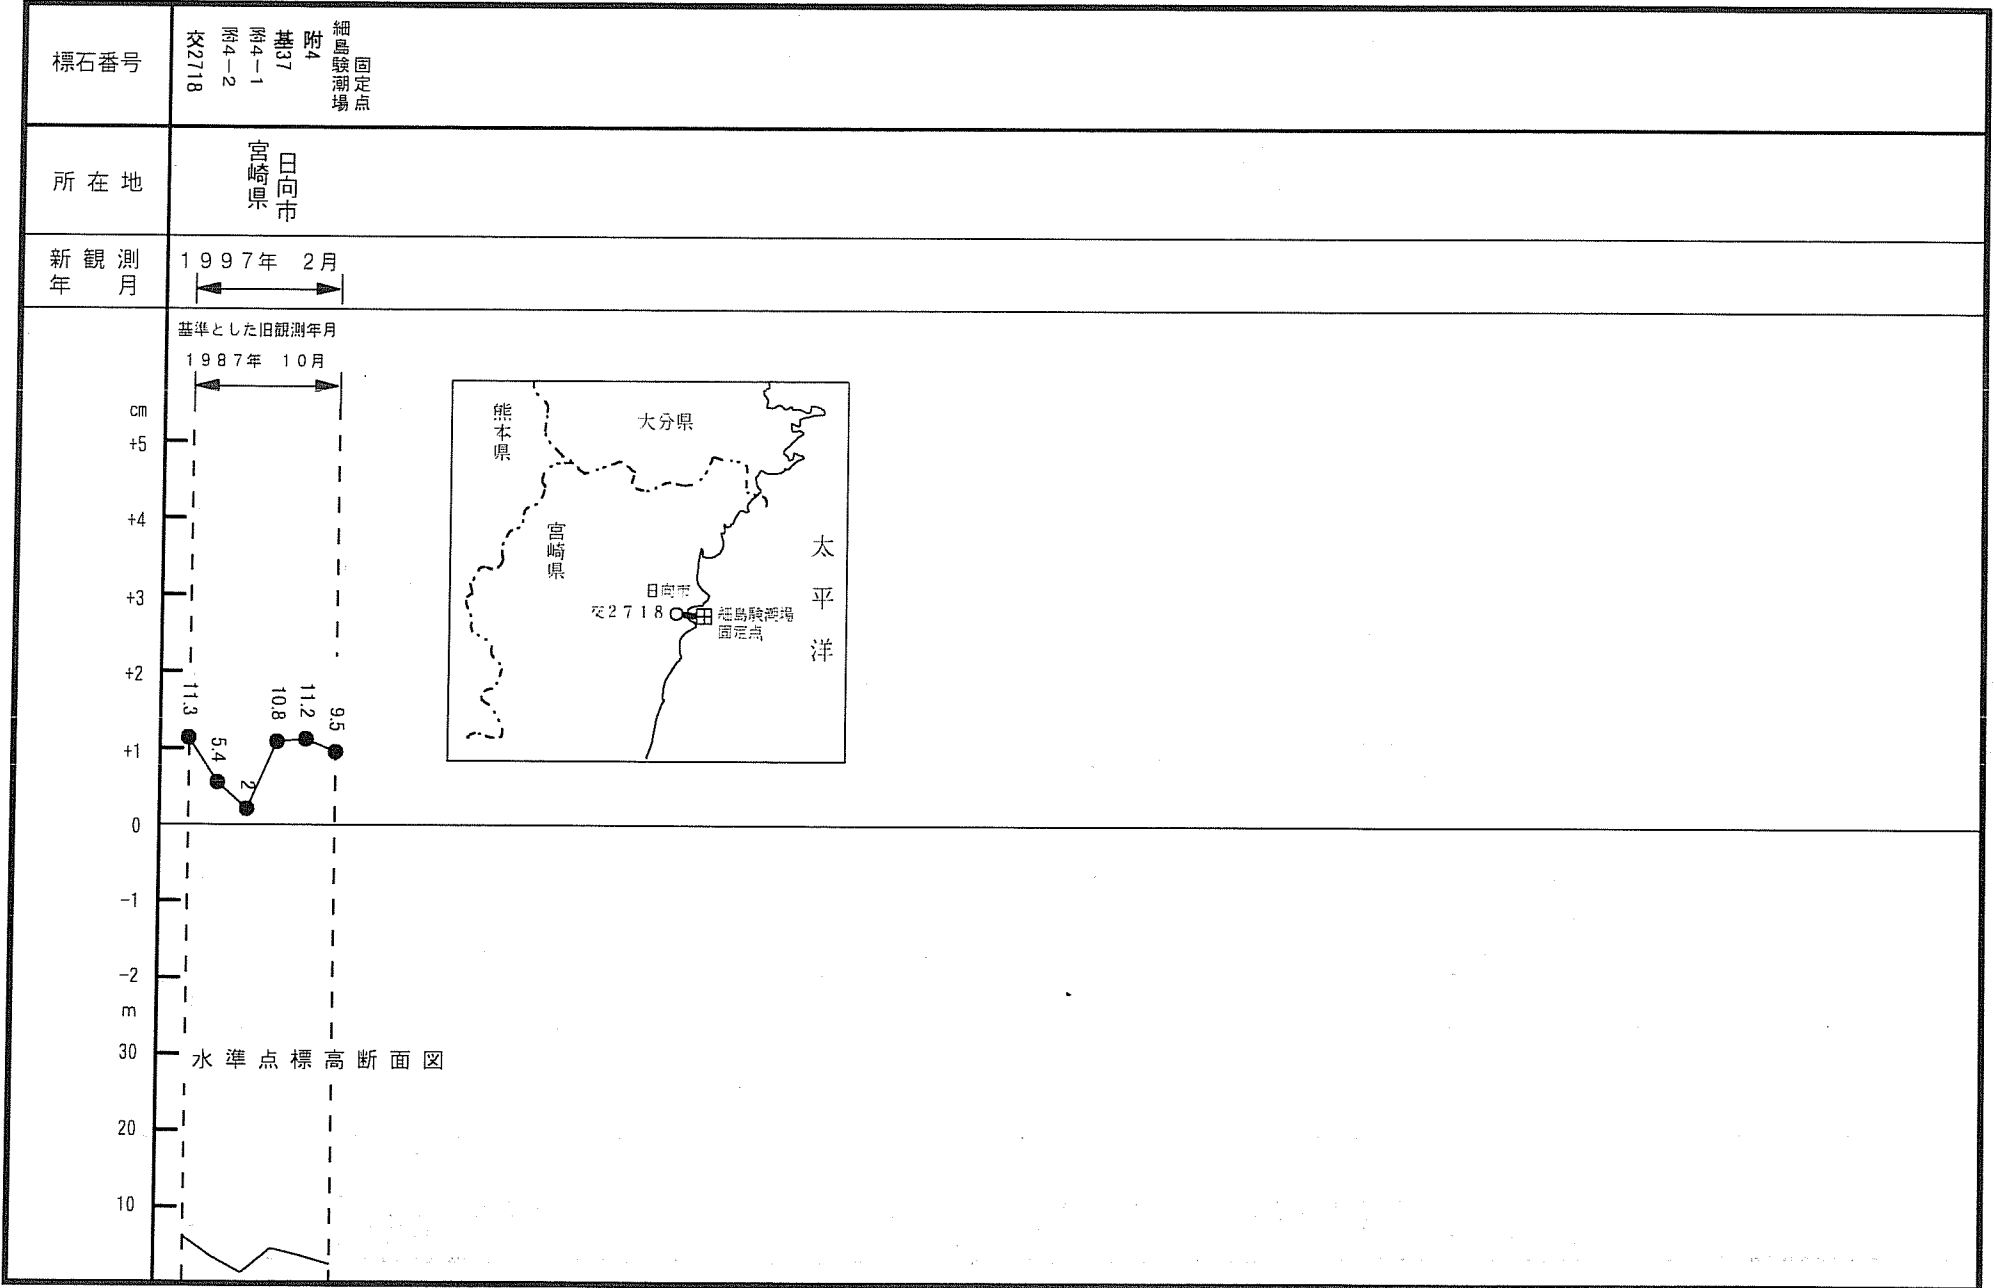 標石番号
交2718
附4-2
附4-1
基37
附4
細島験潮場
固定点
所在地
宮崎県
日向市
新観測
年月
1997年 2月
基準とした旧観測年月
1987年 10月
cm
+5
+4
+3
+2
+1
0
-1
-2
11.3
5.4
2
10.8
11.2
9.5
熊本県
大分県
宮崎県
日向市
交2718
細島験潮場
固定点
太平洋
m
30
20
10
水準点標高断面図